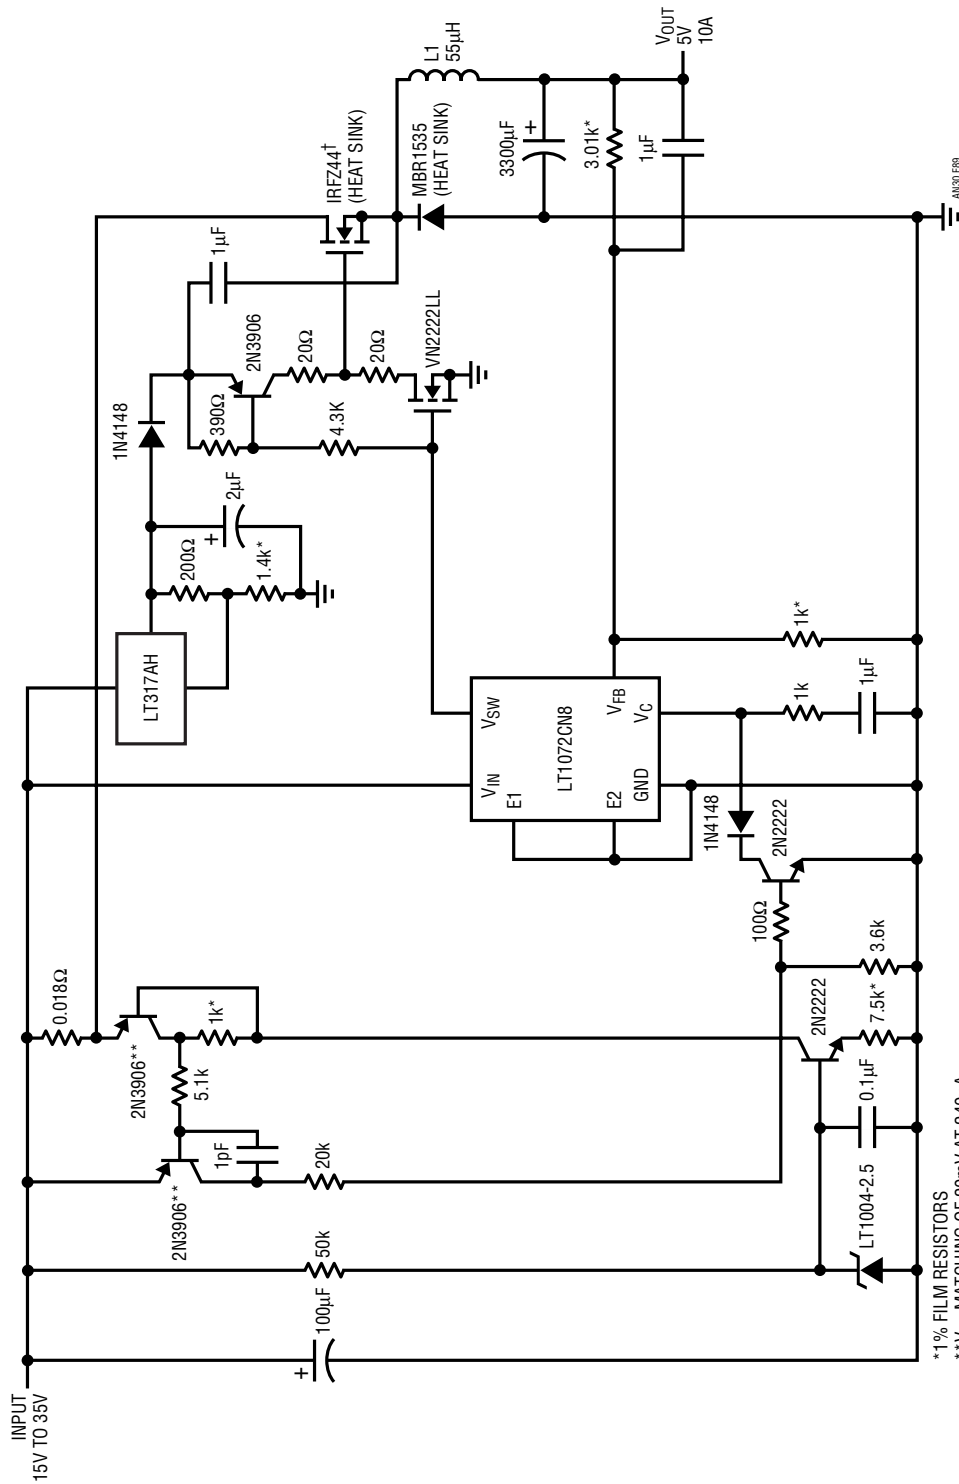 INPUT
15V TO 35V
+
100µF
50k
2N3906**
1pF
20k
0.018Ω
2N3906**
5.1k
1k*
LT1004-2.5
0.1µF
2N2222
7.5k*
3.6k
100Ω
2N2222
1N4148
VIN
E1
VSW
LT1072CN8
E2
GND
VFB
VC
1k
1µF
1k*
LT317AH
200Ω
1.4k*
+
2µF
1N4148
390Ω
4.3K
2N3906
20Ω
20Ω
VN2222LL
1µF
IRFZ44†
(HEAT SINK)
MBR1535
(HEAT SINK)
L1
55µH
3300µF
+
3.01k*
1µF
VOUT
5V
10A
AN30 F89
*1% FILM RESISTORS